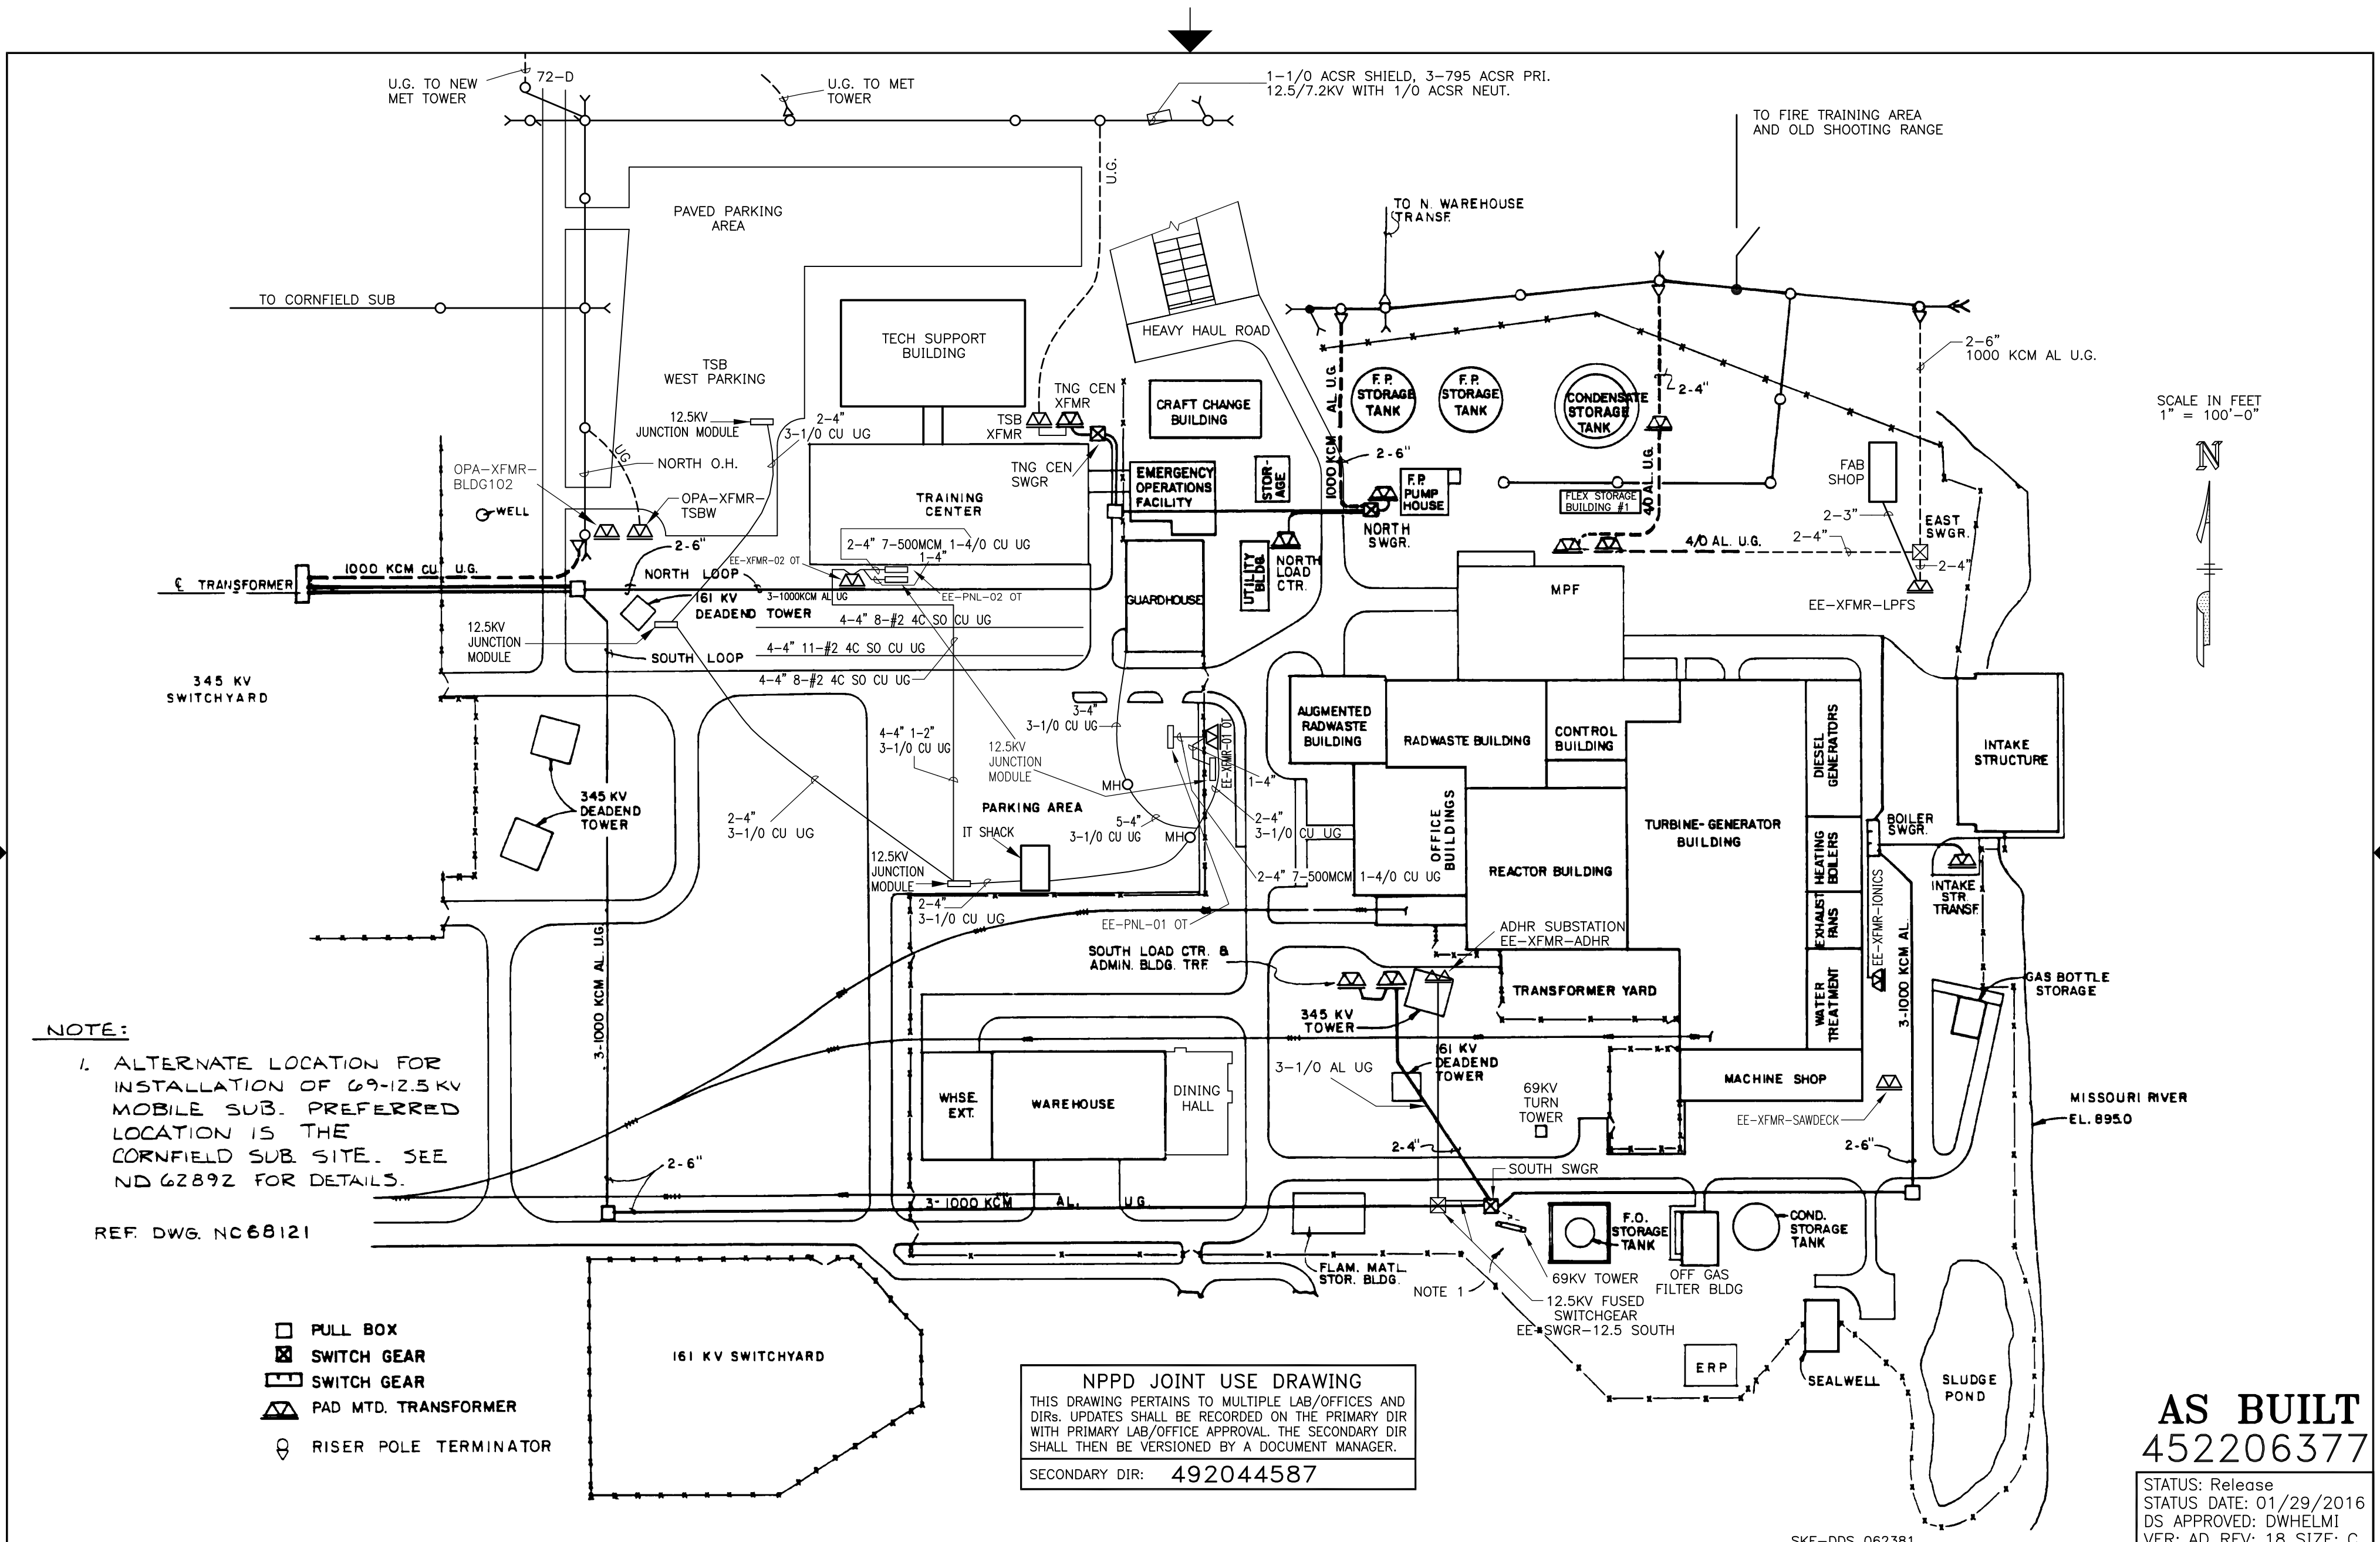 U.G. TO NEW
MET TOWER
72-D
U.G. TO MET
TOWER
1-1/0 ACSR SHIELD, 3-795 ACSR PRI.
12.5/7.2KV WITH 1/0 ACSR NEUT.
TO FIRE TRAINING AREA
AND OLD SHOOTING RANGE
U.G.
PAVED PARKING
AREA
TO N. WAREHOUSE
TRANSF.
TO CORNFIELD SUB
TECH SUPPORT
BUILDING
HEAVY HAUL ROAD
2-6"
1000 KCM AL U.G.
SCALE IN FEET
1" = 100'-0"
N
TSB
WEST PARKING
TNG CEN
XFMR
TSB
XFMR
CRAFT CHANGE
BUILDING
1000 KCM AL U.G.
F.P.
STORAGE
TANK
F.P.
STORAGE
TANK
CONDENSATE
STORAGE
TANK
2-4"
12.5KV
JUNCTION MODULE
2-4"
3-1/0 CU UG
UG
NORTH O.H.
OPA-XFMR-
BLDG102
OPA-XFMR-
TSBW
WELL
TNG CEN
SWGR
TRAINING
CENTER
EMERGENCY
OPERATIONS
FACILITY
STOR-
AGE
2-6"
F.P.
PUMP
HOUSE
NORTH
SWGR.
4/0 AL. U.G.
FLEX STORAGE
BUILDING #1
FAB
SHOP
2-3"
EAST
SWGR.
2-4"
4/0 AL. U.G.
2-4"
EE-XFMR-LPFS
2-6"
2-4" 7-500MCM 1-4/0 CU UG
1-4"
EE-XFMR-02 OT
NORTH LOOP
3-1000KCM AL UG
EE-PNL-02 OT
1000 KCM CU U.G.
℄ TRANSFORMER
161 KV
DEADEND TOWER
4-4" 8-#2 4C SO CU UG
12.5KV
JUNCTION
MODULE
SOUTH LOOP
4-4" 11-#2 4C SO CU UG
4-4" 8-#2 4C SO CU UG
GUARDHOUSE
UTILITY
BLDG.
NORTH
LOAD
CTR.
MPF
345 KV
SWITCHYARD
345 KV
DEADEND
TOWER
4-4" 1-2"
3-1/0 CU UG
12.5KV
JUNCTION
MODULE
3-4"
3-1/0 CU UG
MH
EE-XFMR-01 OT
1-4"
PARKING AREA
2-4"
3-1/0 CU UG
IT SHACK
5-4"
3-1/0 CU UG
MH
2-4"
3-1/0 CU UG
12.5KV
JUNCTION
MODULE
2-4"
3-1/0 CU UG
2-4" 7-500MCM 1-4/0 CU UG
EE-PNL-01 OT
AUGMENTED
RADWASTE
BUILDING
RADWASTE BUILDING
CONTROL
BUILDING
DIESEL
GENERATORS
INTAKE
STRUCTURE
OFFICE
BUILDINGS
REACTOR BUILDING
TURBINE-GENERATOR
BUILDING
HEATING
BOILERS
BOILER
SWGR.
EXHAUST
FANS
EE-XFMR-IONICS
INTAKE
STR.
TRANSF.
SOUTH LOAD CTR. &
ADMIN. BLDG. TRF.
ADHR SUBSTATION
EE-XFMR-ADHR
TRANSFORMER YARD
WATER
TREATMENT
3-1000 KCM AL.
GAS BOTTLE
STORAGE
3-1000 KCM AL. U.G.
345 KV
TOWER
161 KV
DEADEND
TOWER
3-1/0 AL UG
69KV
TURN
TOWER
MACHINE SHOP
EE-XFMR-SAWDECK
MISSOURI RIVER
EL. 895.0
WHSE.
EXT.
WAREHOUSE
DINING
HALL
2-4"
SOUTH SWGR
2-6"
2-6"
3-1000 KCM AL. U.G.
NOTE:
1. ALTERNATE LOCATION FOR
INSTALLATION OF 69-12.5 KV
MOBILE SUB. PREFERRED
LOCATION IS THE
CORNFIELD SUB SITE. SEE
ND 62892 FOR DETAILS.
REF. DWG. NC68121
FLAM. MATL.
STOR. BLDG.
NOTE 1
69KV TOWER
12.5KV FUSED
SWITCHGEAR
EE-SWGR-12.5 SOUTH
F.O.
STORAGE
TANK
OFF GAS
FILTER BLDG
COND.
STORAGE
TANK
ERP
SEALWELL
SLUDGE
POND
PULL BOX
SWITCH GEAR
SWITCH GEAR
PAD MTD. TRANSFORMER
RISER POLE TERMINATOR
161 KV SWITCHYARD
NPPD JOINT USE DRAWING
THIS DRAWING PERTAINS TO MULTIPLE LAB/OFFICES AND
DIRs. UPDATES SHALL BE RECORDED ON THE PRIMARY DIR
WITH PRIMARY LAB/OFFICE APPROVAL. THE SECONDARY DIR
SHALL THEN BE VERSIONED BY A DOCUMENT MANAGER.
SECONDARY DIR: 492044587
AS BUILT
452206377
STATUS: Release
STATUS DATE: 01/29/2016
DS APPROVED: DWHELMI
VER: AD REV: 18 SIZE: C
SKE-DDS 062381